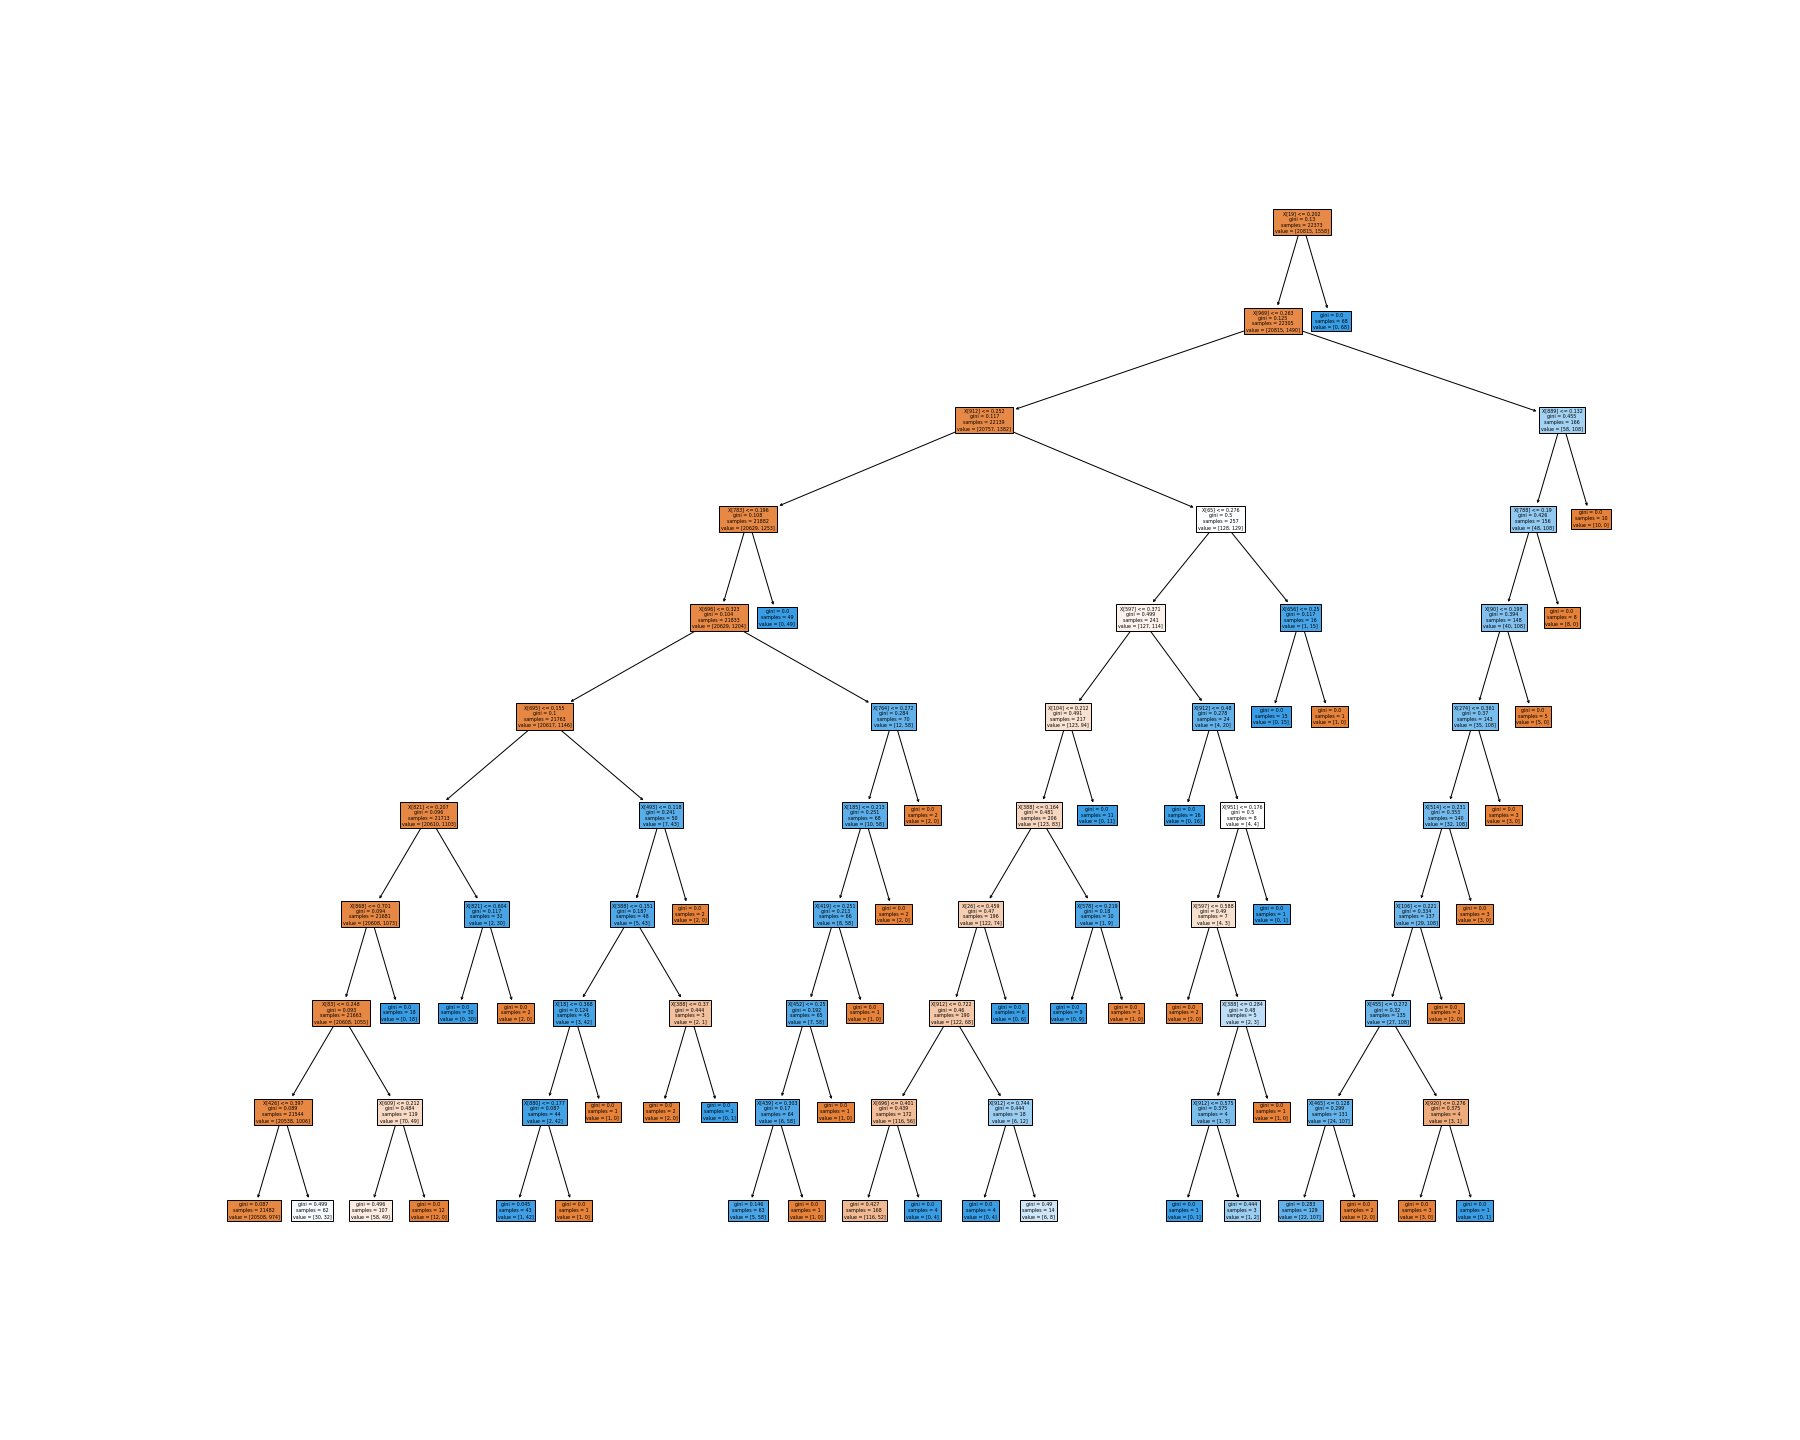 X[19] <= 0.202
gini = 0.13
samples = 22373
value = [20815, 1558]
X[969] <= 0.263
gini = 0.125
samples = 22305
value = [20815, 1490]
gini = 0.0
samples = 68
value = [0, 68]
X[912] <= 0.252
gini = 0.117
samples = 22139
value = [20757, 1382]
X[889] <= 0.132
gini = 0.455
samples = 166
value = [58, 108]
X[783] <= 0.196
gini = 0.108
samples = 21882
value = [20629, 1253]
X[65] <= 0.276
gini = 0.5
samples = 257
value = [128, 129]
X[788] <= 0.19
gini = 0.426
samples = 156
value = [48, 108]
gini = 0.0
samples = 10
value = [10, 0]
X[696] <= 0.323
gini = 0.104
samples = 21833
value = [20629, 1204]
gini = 0.0
samples = 49
value = [0, 49]
X[597] <= 0.371
gini = 0.499
samples = 241
value = [127, 114]
X[656] <= 0.25
gini = 0.117
samples = 16
value = [1, 15]
X[90] <= 0.198
gini = 0.394
samples = 148
value = [40, 108]
gini = 0.0
samples = 8
value = [8, 0]
X[695] <= 0.155
gini = 0.1
samples = 21763
value = [20617, 1146]
X[764] <= 0.272
gini = 0.284
samples = 70
value = [12, 58]
X[104] <= 0.212
gini = 0.491
samples = 217
value = [123, 94]
X[912] <= 0.48
gini = 0.278
samples = 24
value = [4, 20]
gini = 0.0
samples = 15
value = [0, 15]
gini = 0.0
samples = 1
value = [1, 0]
X[274] <= 0.361
gini = 0.37
samples = 143
value = [35, 108]
gini = 0.0
samples = 5
value = [5, 0]
X[821] <= 0.207
gini = 0.096
samples = 21713
value = [20610, 1103]
X[493] <= 0.118
gini = 0.241
samples = 50
value = [7, 43]
X[185] <= 0.213
gini = 0.251
samples = 68
value = [10, 58]
gini = 0.0
samples = 2
value = [2, 0]
X[388] <= 0.164
gini = 0.481
samples = 206
value = [123, 83]
gini = 0.0
samples = 11
value = [0, 11]
gini = 0.0
samples = 16
value = [0, 16]
X[951] <= 0.176
gini = 0.5
samples = 8
value = [4, 4]
X[514] <= 0.231
gini = 0.353
samples = 140
value = [32, 108]
gini = 0.0
samples = 3
value = [3, 0]
X[868] <= 0.701
gini = 0.094
samples = 21681
value = [20608, 1073]
X[821] <= 0.604
gini = 0.117
samples = 32
value = [2, 30]
X[388] <= 0.151
gini = 0.187
samples = 48
value = [5, 43]
gini = 0.0
samples = 2
value = [2, 0]
X[419] <= 0.251
gini = 0.213
samples = 66
value = [8, 58]
gini = 0.0
samples = 2
value = [2, 0]
X[26] <= 0.459
gini = 0.47
samples = 196
value = [122, 74]
X[578] <= 0.219
gini = 0.18
samples = 10
value = [1, 9]
X[597] <= 0.588
gini = 0.49
samples = 7
value = [4, 3]
gini = 0.0
samples = 1
value = [0, 1]
X[106] <= 0.221
gini = 0.334
samples = 137
value = [29, 108]
gini = 0.0
samples = 3
value = [3, 0]
X[83] <= 0.248
gini = 0.093
samples = 21663
value = [20608, 1055]
gini = 0.0
samples = 18
value = [0, 18]
gini = 0.0
samples = 30
value = [0, 30]
gini = 0.0
samples = 2
value = [2, 0]
X[18] <= 0.368
gini = 0.124
samples = 45
value = [3, 42]
X[388] <= 0.37
gini = 0.444
samples = 3
value = [2, 1]
X[452] <= 0.25
gini = 0.192
samples = 65
value = [7, 58]
gini = 0.0
samples = 1
value = [1, 0]
X[912] <= 0.722
gini = 0.46
samples = 190
value = [122, 68]
gini = 0.0
samples = 6
value = [0, 6]
gini = 0.0
samples = 9
value = [0, 9]
gini = 0.0
samples = 1
value = [1, 0]
gini = 0.0
samples = 2
value = [2, 0]
X[388] <= 0.284
gini = 0.48
samples = 5
value = [2, 3]
X[455] <= 0.272
gini = 0.32
samples = 135
value = [27, 108]
gini = 0.0
samples = 2
value = [2, 0]
X[426] <= 0.397
gini = 0.089
samples = 21544
value = [20538, 1006]
X[609] <= 0.212
gini = 0.484
samples = 119
value = [70, 49]
X[880] <= 0.177
gini = 0.087
samples = 44
value = [2, 42]
gini = 0.0
samples = 1
value = [1, 0]
gini = 0.0
samples = 2
value = [2, 0]
gini = 0.0
samples = 1
value = [0, 1]
X[439] <= 0.303
gini = 0.17
samples = 64
value = [6, 58]
gini = 0.0
samples = 1
value = [1, 0]
X[696] <= 0.401
gini = 0.439
samples = 172
value = [116, 56]
X[912] <= 0.744
gini = 0.444
samples = 18
value = [6, 12]
X[912] <= 0.575
gini = 0.375
samples = 4
value = [1, 3]
gini = 0.0
samples = 1
value = [1, 0]
X[465] <= 0.128
gini = 0.299
samples = 131
value = [24, 107]
X[920] <= 0.276
gini = 0.375
samples = 4
value = [3, 1]
gini = 0.087
samples = 21482
value = [20508, 974]
gini = 0.499
samples = 62
value = [30, 32]
gini = 0.496
samples = 107
value = [58, 49]
gini = 0.0
samples = 12
value = [12, 0]
gini = 0.045
samples = 43
value = [1, 42]
gini = 0.0
samples = 1
value = [1, 0]
gini = 0.146
samples = 63
value = [5, 58]
gini = 0.0
samples = 1
value = [1, 0]
gini = 0.427
samples = 168
value = [116, 52]
gini = 0.0
samples = 4
value = [0, 4]
gini = 0.0
samples = 4
value = [0, 4]
gini = 0.49
samples = 14
value = [6, 8]
gini = 0.0
samples = 1
value = [0, 1]
gini = 0.444
samples = 3
value = [1, 2]
gini = 0.283
samples = 129
value = [22, 107]
gini = 0.0
samples = 2
value = [2, 0]
gini = 0.0
samples = 3
value = [3, 0]
gini = 0.0
samples = 1
value = [0, 1]